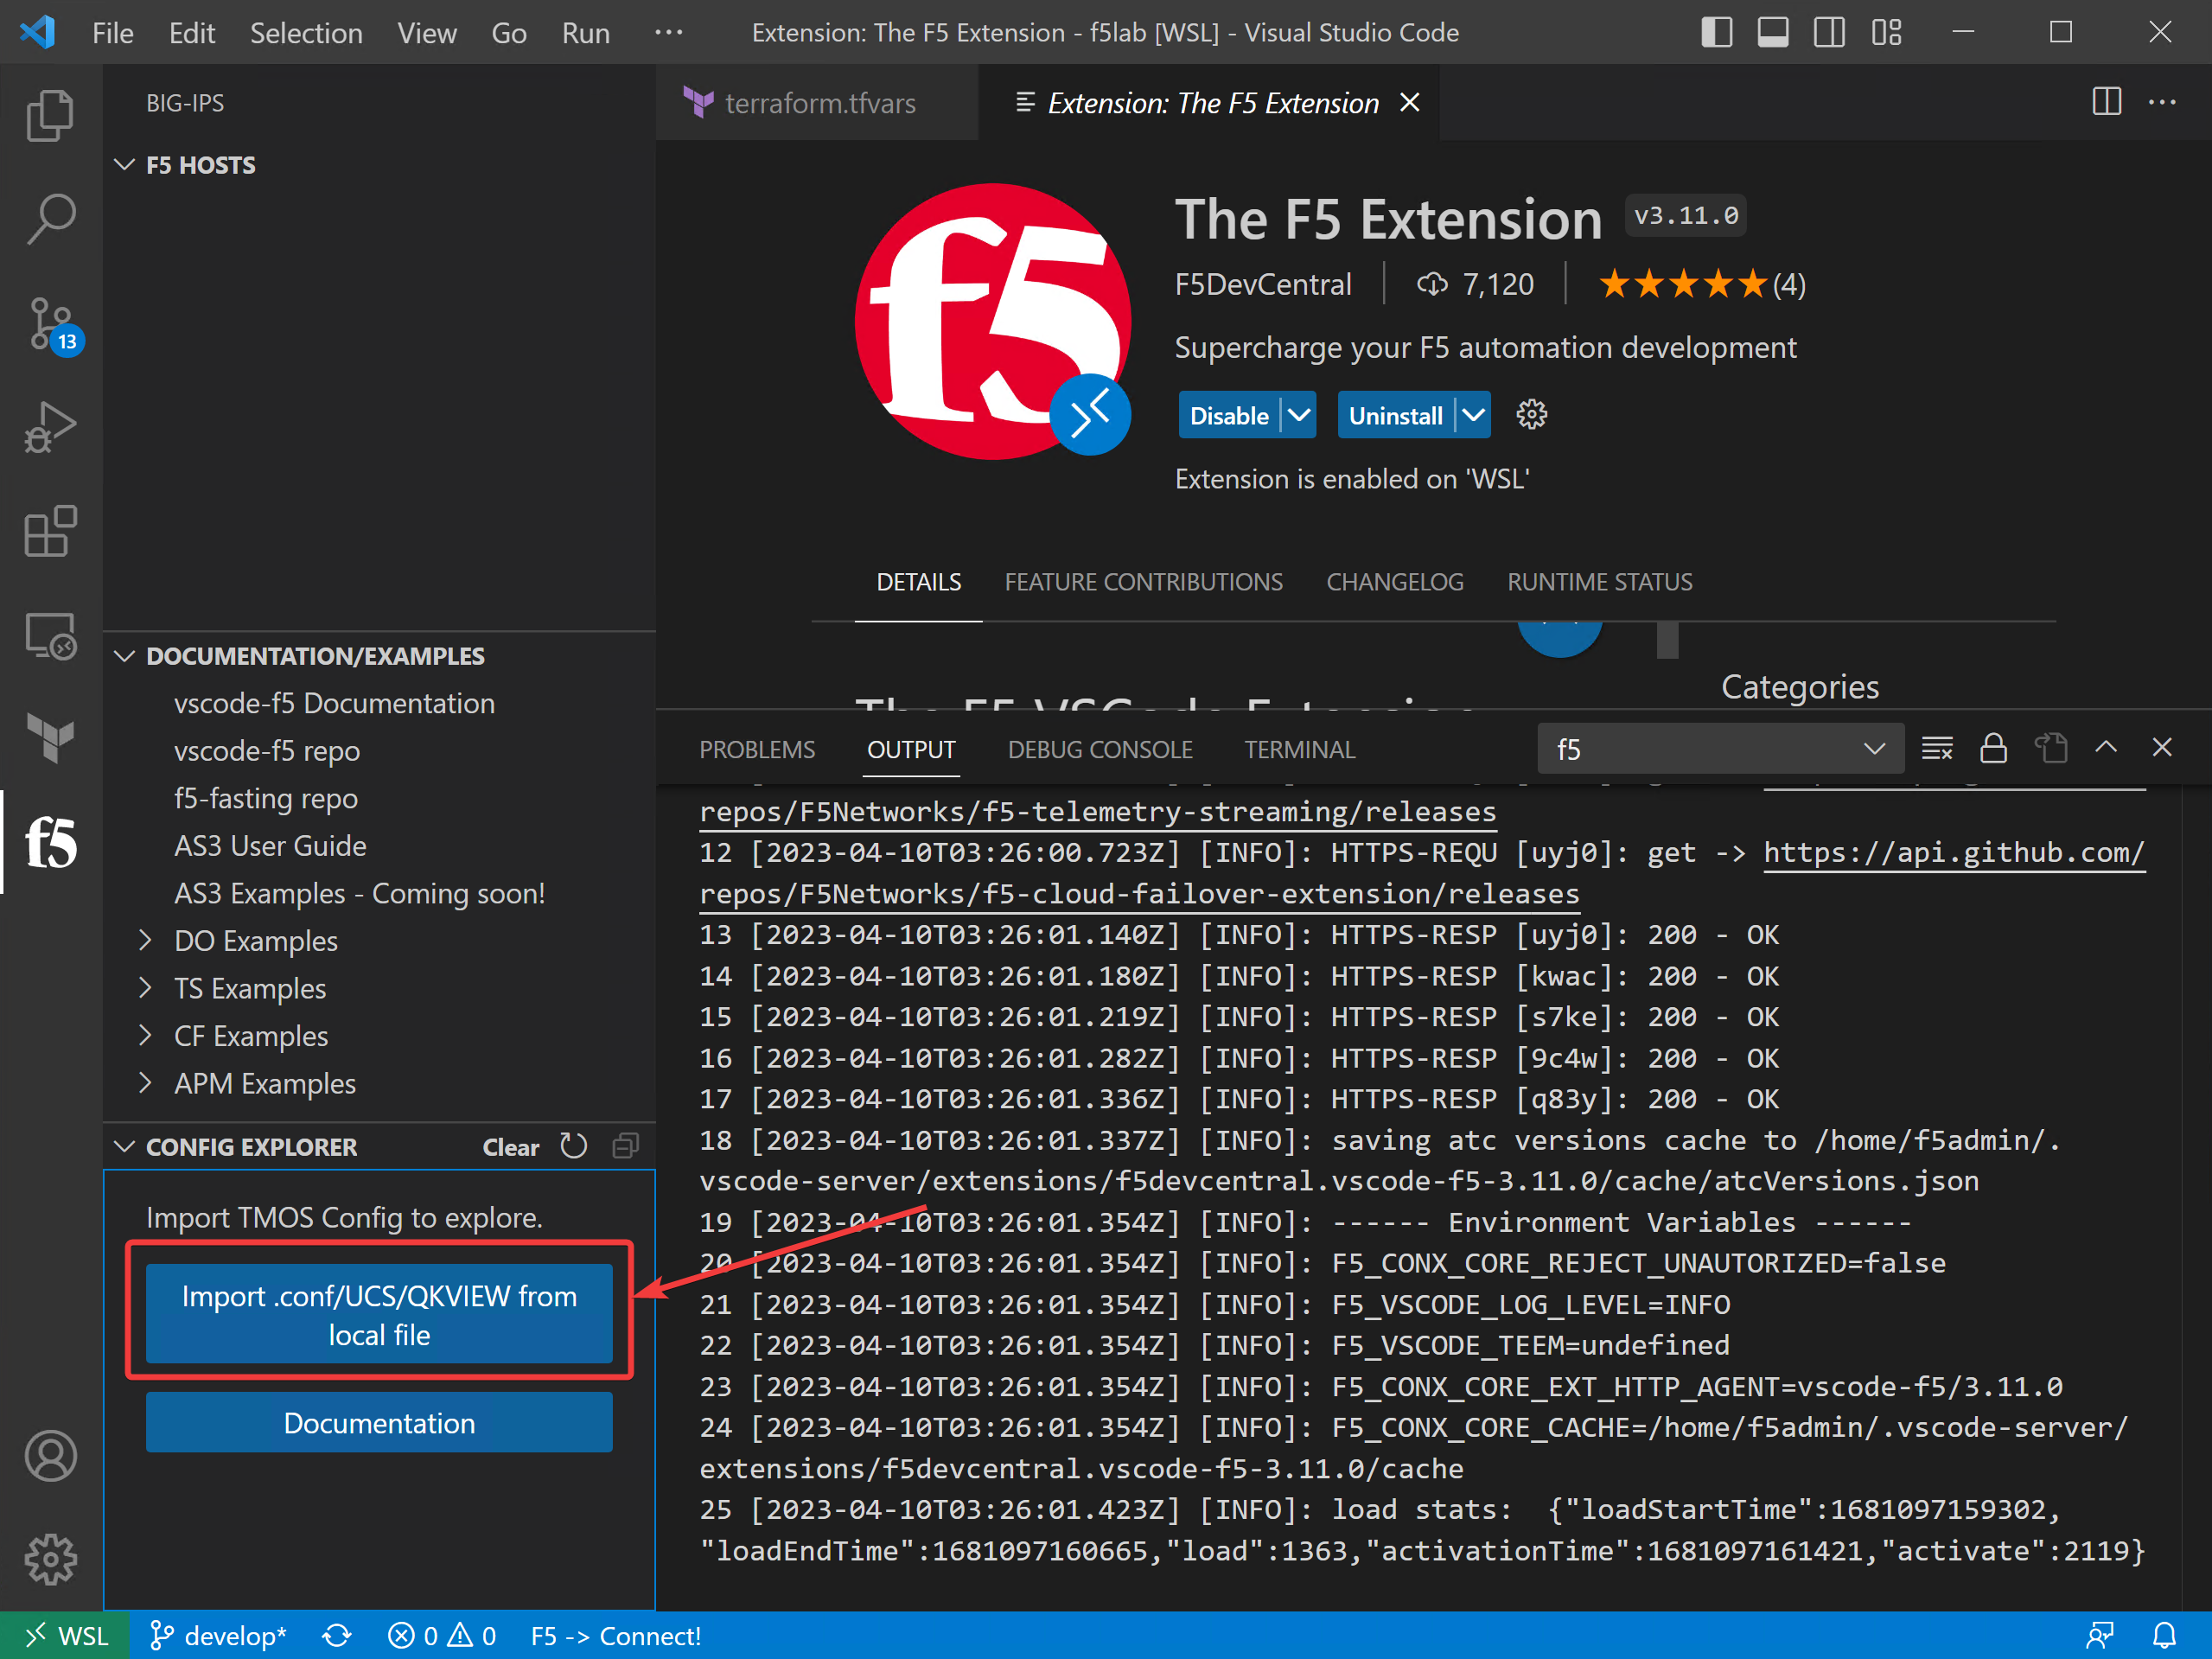 File Edit Selection View Go Run ··· Extension: The F5 Extension - f5lab [WSL] - Visual Studio Code
BIG-IPS
F5 HOSTS
13
DOCUMENTATION/EXAMPLES
vscode-f5 Documentation
vscode-f5 repo
f5-fasting repo
AS3 User Guide
AS3 Examples - Coming soon!
DO Examples
TS Examples
CF Examples
APM Examples
f5
CONFIG EXPLORER Clear
Import TMOS Config to explore.
Import .conf/UCS/QKVIEW from
local file
Documentation
terraform.tfvars Extension: The F5 Extension
f5
The F5 Extension v3.11.0
F5DevCentral 7,120 ★★★★★(4)
Supercharge your F5 automation development
Disable Uninstall
Extension is enabled on 'WSL'
DETAILS FEATURE CONTRIBUTIONS CHANGELOG RUNTIME STATUS
The F5 VSCode Extension
Categories
PROBLEMS OUTPUT DEBUG CONSOLE TERMINAL f5
repos/F5Networks/f5-telemetry-streaming/releases
12 [2023-04-10T03:26:00.723Z] [INFO]: HTTPS-REQU [uyj0]: get -> https://api.github.com/
repos/F5Networks/f5-cloud-failover-extension/releases
13 [2023-04-10T03:26:01.140Z] [INFO]: HTTPS-RESP [uyj0]: 200 - OK
14 [2023-04-10T03:26:01.180Z] [INFO]: HTTPS-RESP [kwac]: 200 - OK
15 [2023-04-10T03:26:01.219Z] [INFO]: HTTPS-RESP [s7ke]: 200 - OK
16 [2023-04-10T03:26:01.282Z] [INFO]: HTTPS-RESP [9c4w]: 200 - OK
17 [2023-04-10T03:26:01.336Z] [INFO]: HTTPS-RESP [q83y]: 200 - OK
18 [2023-04-10T03:26:01.337Z] [INFO]: saving atc versions cache to /home/f5admin/.
vscode-server/extensions/f5devcentral.vscode-f5-3.11.0/cache/atcVersions.json
19 [2023-04-10T03:26:01.354Z] [INFO]: ------ Environment Variables ------
20 [2023-04-10T03:26:01.354Z] [INFO]: F5_CONX_CORE_REJECT_UNAUTORIZED=false
21 [2023-04-10T03:26:01.354Z] [INFO]: F5_VSCODE_LOG_LEVEL=INFO
22 [2023-04-10T03:26:01.354Z] [INFO]: F5_VSCODE_TEEM=undefined
23 [2023-04-10T03:26:01.354Z] [INFO]: F5_CONX_CORE_EXT_HTTP_AGENT=vscode-f5/3.11.0
24 [2023-04-10T03:26:01.354Z] [INFO]: F5_CONX_CORE_CACHE=/home/f5admin/.vscode-server/
extensions/f5devcentral.vscode-f5-3.11.0/cache
25 [2023-04-10T03:26:01.423Z] [INFO]: load stats:  {"loadStartTime":1681097159302,
"loadEndTime":1681097160665,"load":1363,"activationTime":1681097161421,"activate":2119}
WSL develop* 0 0 F5 -> Connect!